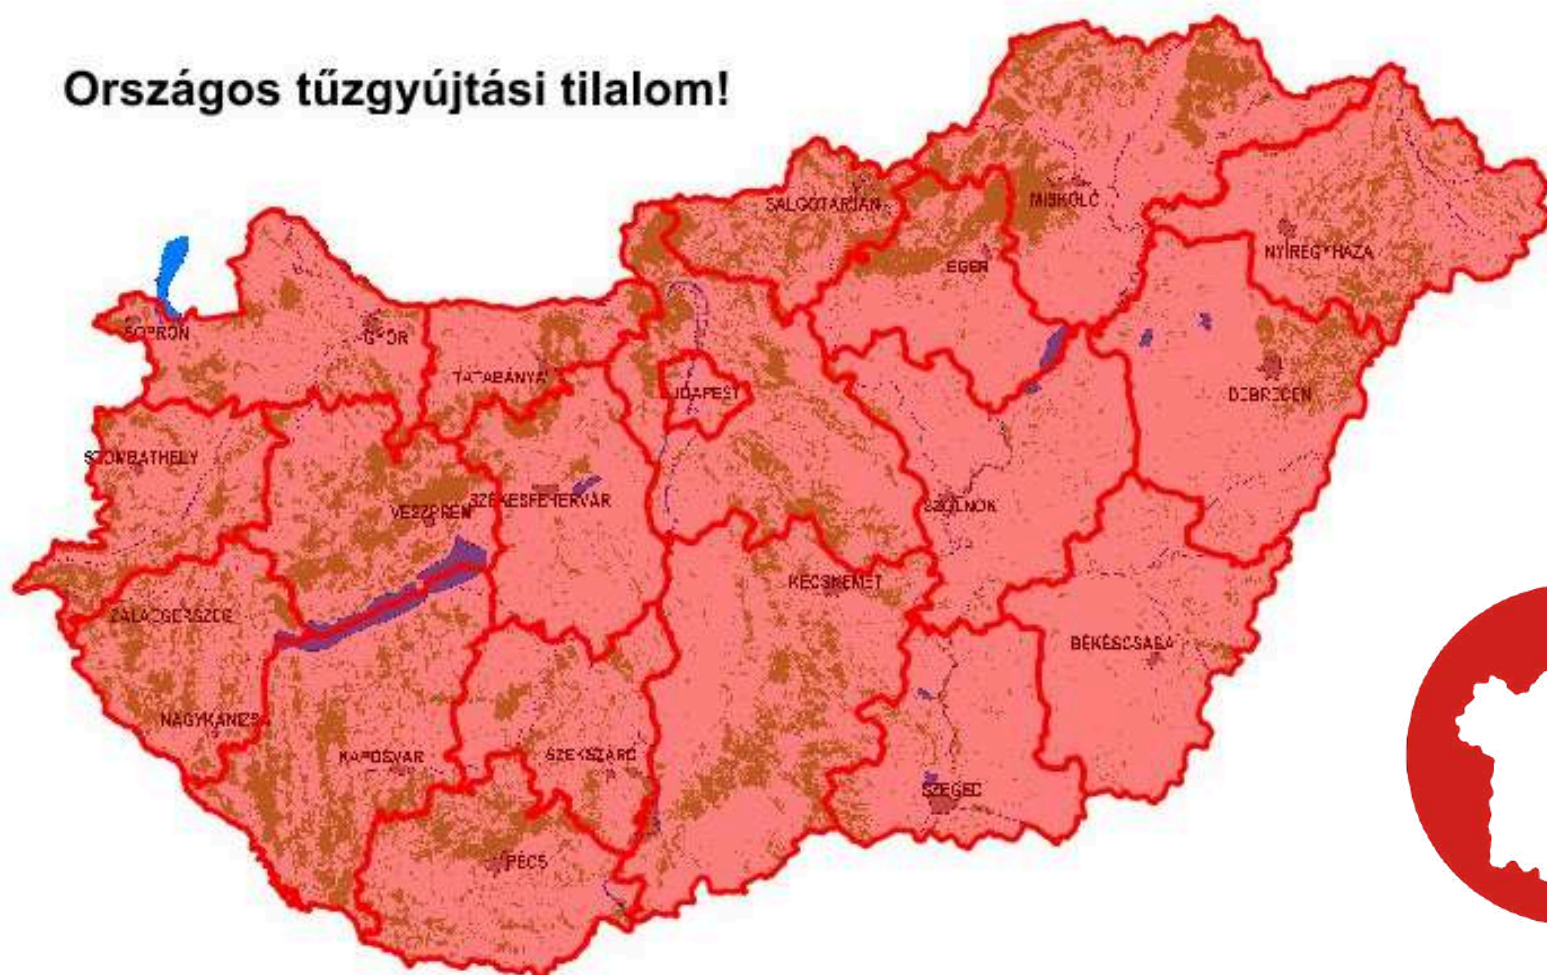 Országos tűzgyújtási tilalom!
SALGÓTARJÁN
MISKOLC
NYÍREGYHÁZA
EGER
SOPRON
GYŐR
TATABÁNYA
BUDAPEST
DEBRECEN
SZOMBATHELY
VESZPRÉM
SZÉKESFEHÉRVÁR
SZOLNOK
KECSKEMÉT
ZALAEGERSZEG
BÉKÉSCSABA
NAGYKANIZSA
KAPOSVÁR
SZEKSZÁRD
SZEGED
PÉCS